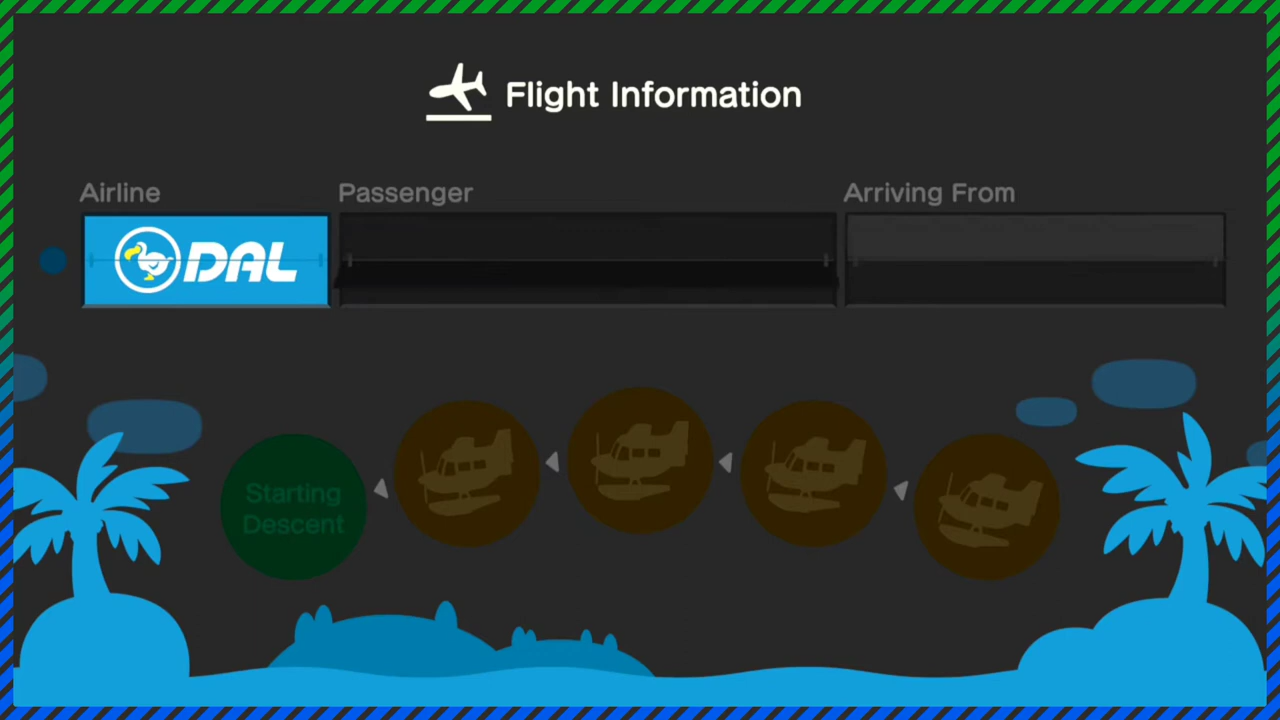 Flight Information
Airline
Passenger
Arriving From
DAL
Starting
Descent